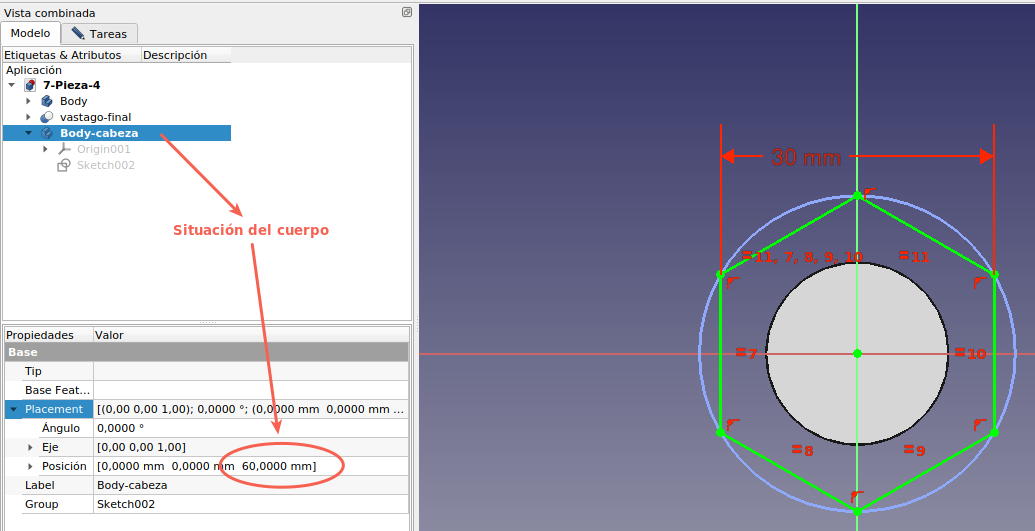 Vista combinada
Modelo
Tareas
Etiquetas & Atributos Descripción
Aplicación
7-Pieza-4
Body
vastago-final
Body-cabeza
Origin001
Sketch002
Situación del cuerpo
Propiedades Valor
Base
Tip
Base Feat...
Placement [(0,00 0,00 1,00); 0,0000 °; (0,0000 mm 0,0000 mm ...
Ángulo 0,0000 °
Eje [0,00 0,00 1,00]
Posición [0,0000 mm 0,0000 mm 60,0000 mm]
Label Body-cabeza
Group Sketch002
30 mm
=11, 7, 8, 9, 10 =11
=7 =10
=8 =9